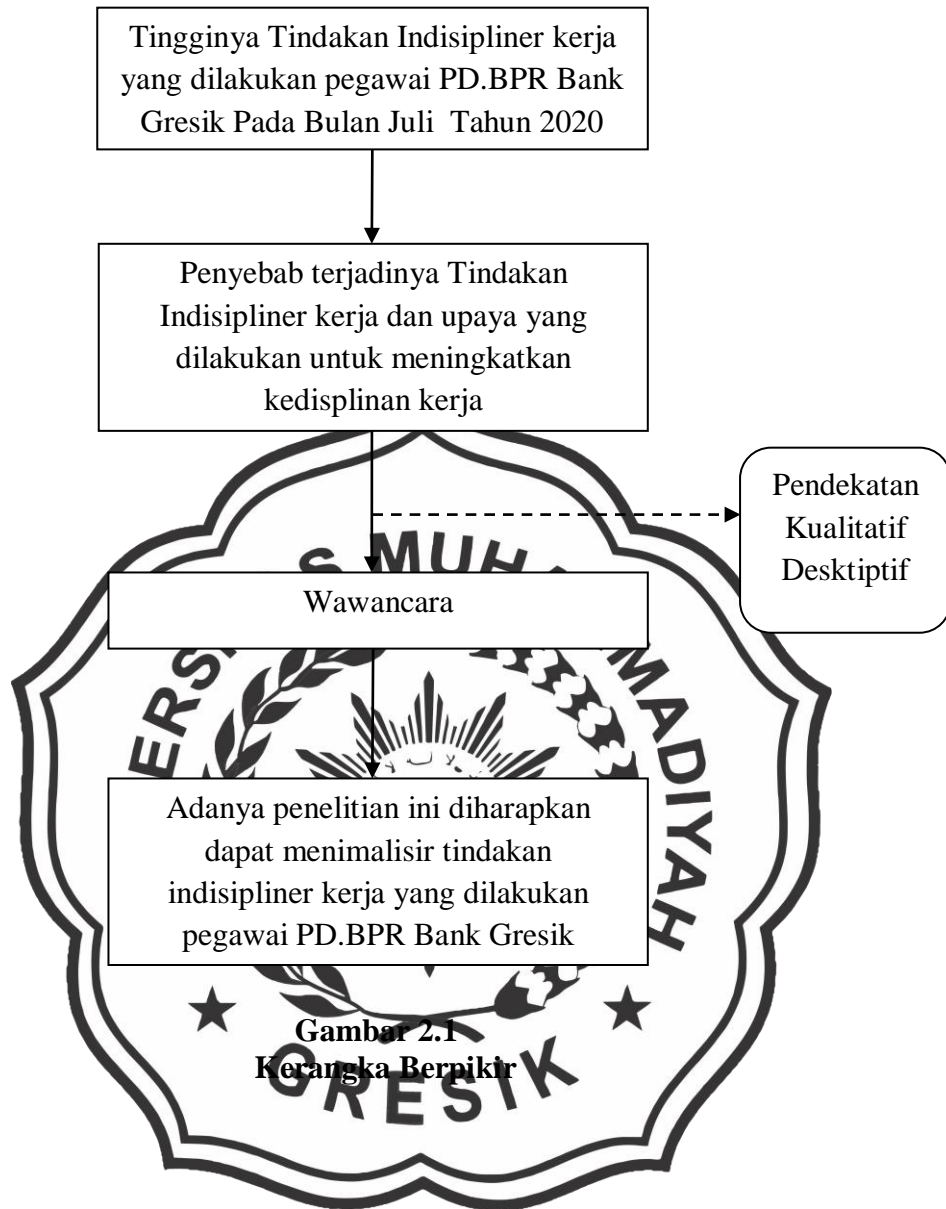 Tingginya Tindakan Indisipliner kerja
yang dilakukan pegawai PD.BPR Bank
Gresik Pada Bulan Juli Tahun 2020
Penyebab terjadinya Tindakan
Indisipliner kerja dan upaya yang
dilakukan untuk meningkatkan
kedisplinan kerja
Pendekatan
Kualitatif
Desktiptif
Wawancara
Adanya penelitian ini diharapkan
dapat menimalisir tindakan
indisipliner kerja yang dilakukan
pegawai PD.BPR Bank Gresik
Gambar 2.1
Kerangka Berpikir
GRESIK